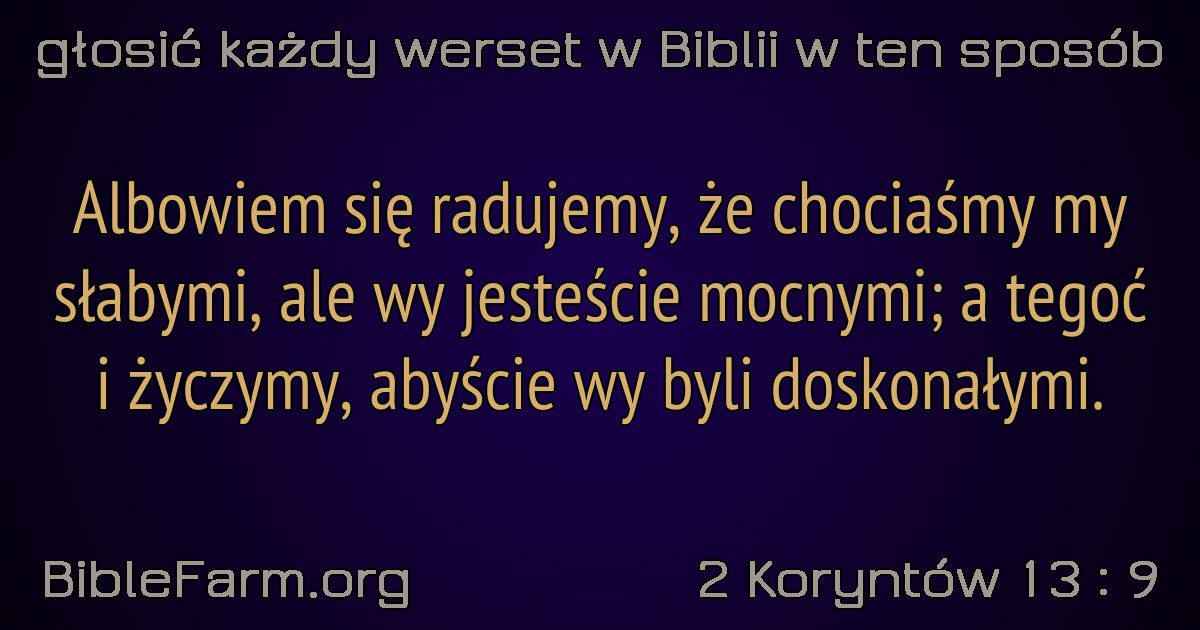 głosić każdy werset w Biblii w ten sposób
Albowiem się radujemy, że chociaśmy my
słabymi, ale wy jesteście mocnymi; a tegoć
i życzymy, abyście wy byli doskonałymi.
BibleFarm.org
2 Koryntów 13 : 9